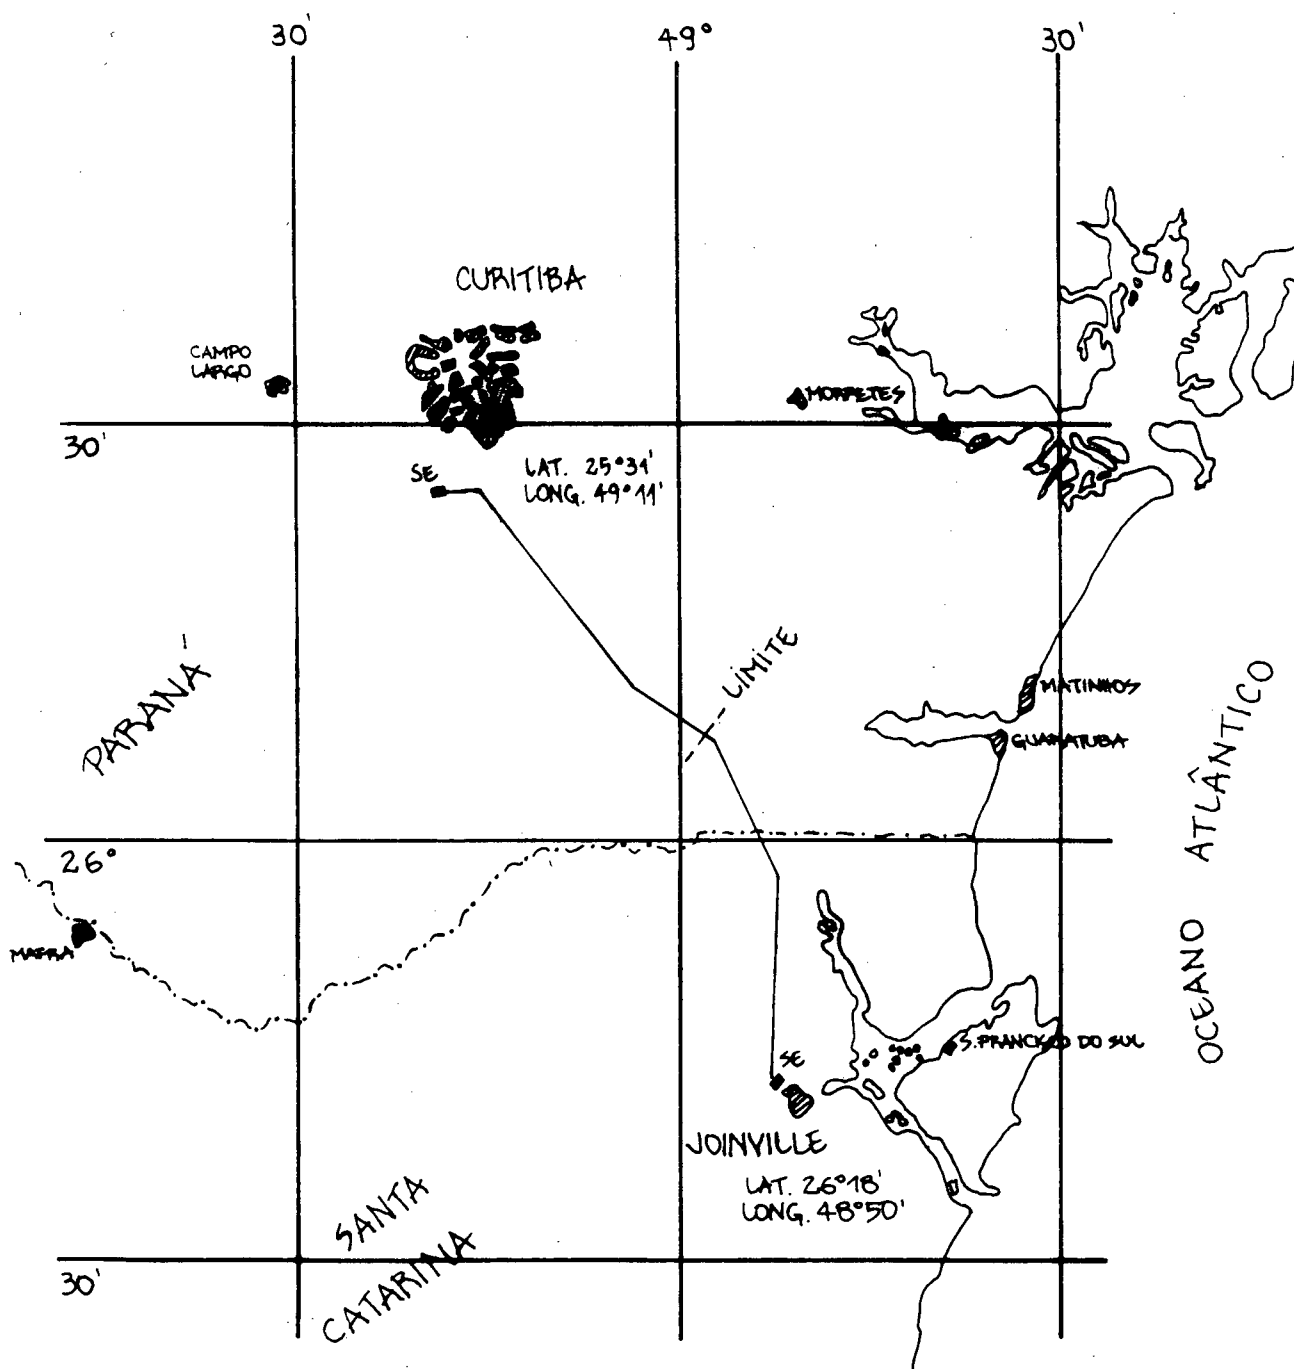 30'
49°
30'
CURITIBA
CAMPO
LARGO
MORRETES
30'
SE
LAT. 25°31'
LONG. 49°11'
LIMITE
PARANÁ
MATINHOS
GUARATUBA
OCEANO ATLÂNTICO
26°
MAFRA
S.FRANCISCO DO SUL
SE
JOINVILLE
LAT. 26°18'
LONG. 48°50'
SANTA
CATARINA
30'